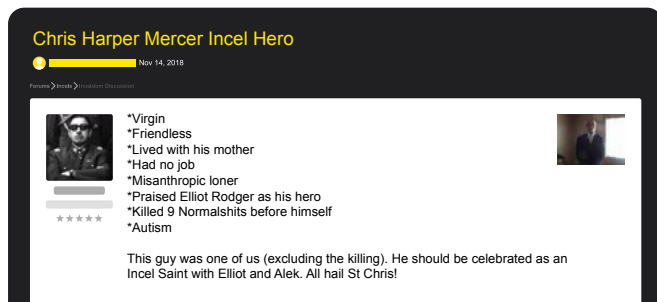 Chris Harper Mercer Incel Hero
Nov 14, 2018
Forums > Incels > Inceldom Discussion
*Virgin
*Friendless
*Lived with his mother
*Had no job
*Misanthropic loner
*Praised Elliot Rodger as his hero
*Killed 9 Normalshits before himself
*Autism
This guy was one of us (excluding the killing). He should be celebrated as an
Incel Saint with Elliot and Alek. All hail St Chris!